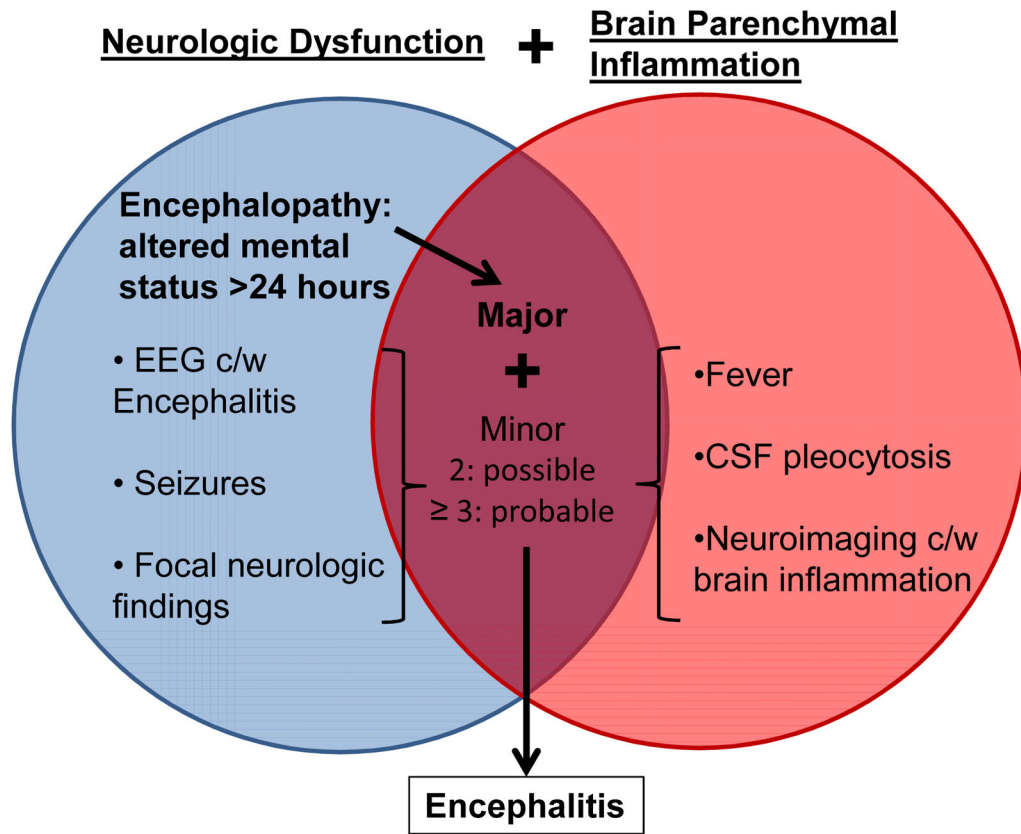 Neurologic Dysfunction + Brain Parenchymal
Inflammation
Encephalopathy:
altered mental
status >24 hours
Major
+
Minor
2: possible
≥ 3: probable
• EEG c/w
Encephalitis
• Seizures
• Focal neurologic
findings
•Fever
•CSF pleocytosis
•Neuroimaging c/w
brain inflammation
Encephalitis